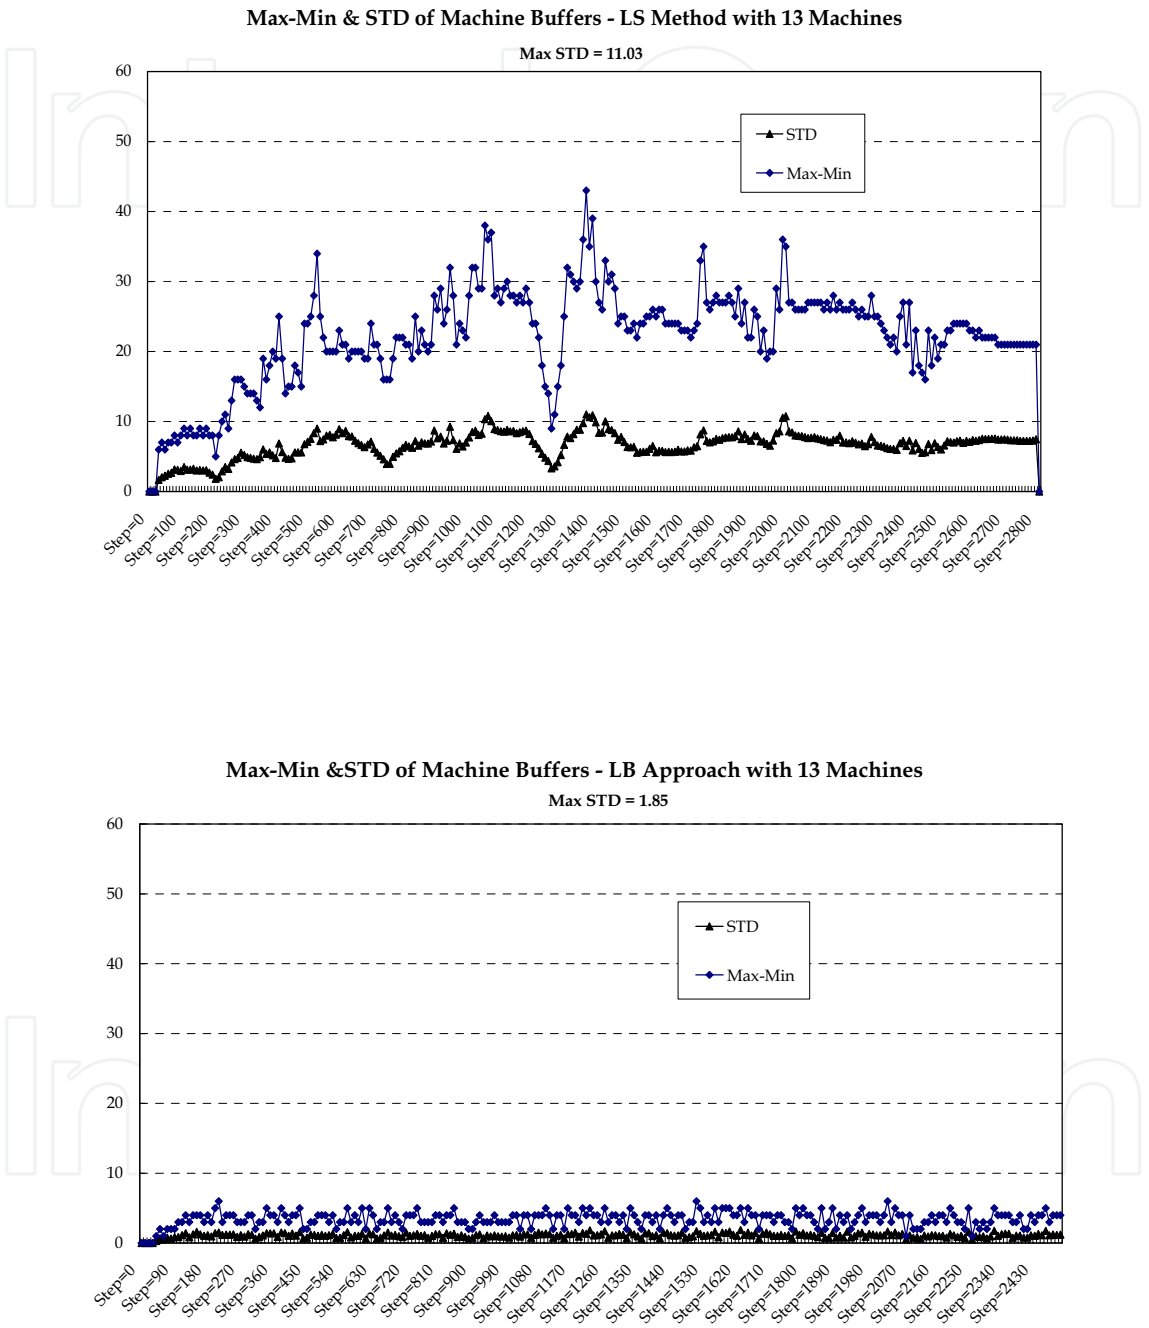 Max-Min & STD of Machine Buffers - LS Method with 13 Machines
Max STD = 11.03
60
50
40
30
20
10
0
STD
Max-Min
Step=0
Step=100
Step=200
Step=300
Step=400
Step=500
Step=600
Step=700
Step=800
Step=900
Step=1000
Step=1100
Step=1200
Step=1300
Step=1400
Step=1500
Step=1600
Step=1700
Step=1800
Step=1900
Step=2000
Step=2100
Step=2200
Step=2300
Step=2400
Step=2500
Step=2600
Step=2700
Step=2800
Max-Min &STD of Machine Buffers - LB Approach with 13 Machines
Max STD = 1.85
60
50
40
30
20
10
0
STD
Max-Min
Step=0
Step=90
Step=180
Step=270
Step=360
Step=450
Step=540
Step=630
Step=720
Step=810
Step=900
Step=990
Step=1080
Step=1170
Step=1260
Step=1350
Step=1440
Step=1530
Step=1620
Step=1710
Step=1800
Step=1890
Step=1980
Step=2070
Step=2160
Step=2250
Step=2340
Step=2430